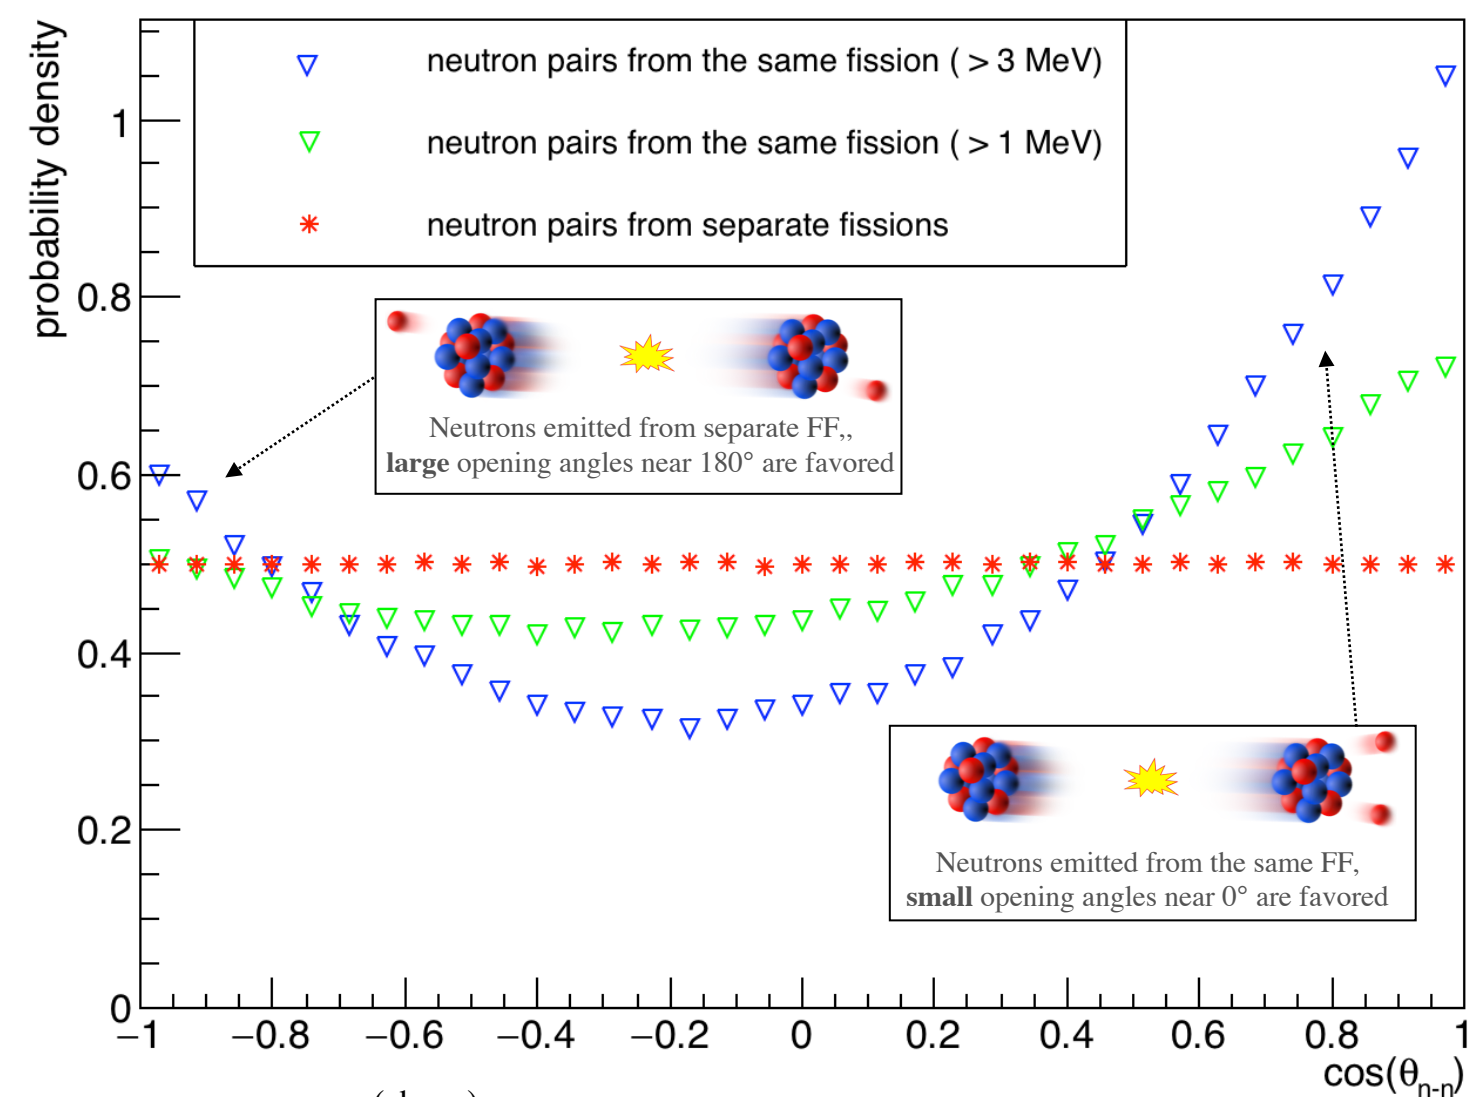 probability density
neutron pairs from the same fission ( > 3 MeV)
neutron pairs from the same fission ( > 1 MeV)
neutron pairs from separate fissions
1
0.8
0.6
0.4
0.2
0
Neutrons emitted from separate FF,,
large opening angles near 180° are favored
Neutrons emitted from the same FF,
small opening angles near 0° are favored
−1 −0.8 −0.6 −0.4 −0.2 0 0.2 0.4 0.6 0.8 1
cos(θn-n)